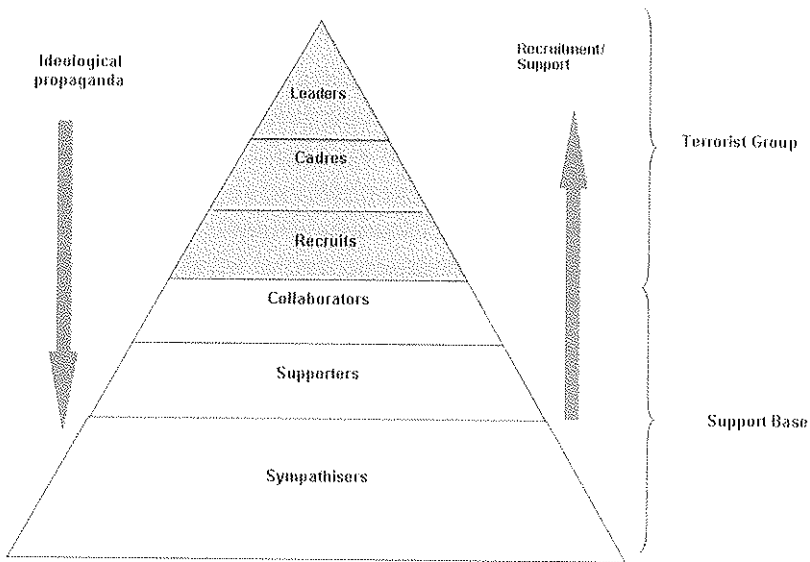 Ideological
propaganda
Recruitment/
Support
Leaders
Terrorist Group
Cadres
Recruits
Collaborators
Supporters
Support Base
Sympathisers